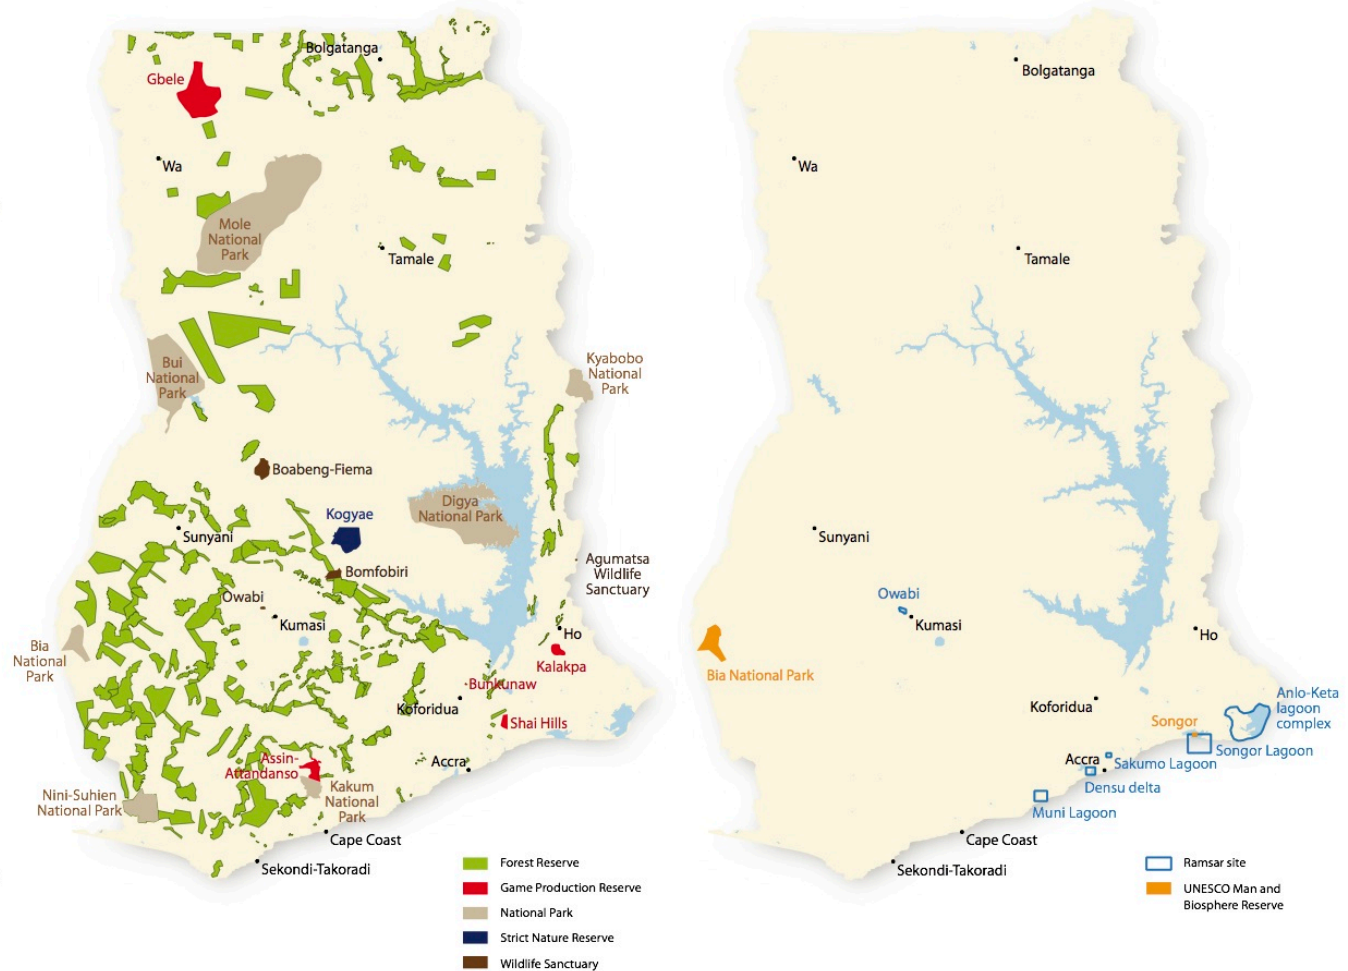 Bolgatanga
Gbele
Wa
Mole
National
Park
Tamale
Bui
National
Park
Kyabobo
National
Park
Boabeng-Fiema
Digya
National Park
Kogyae
Sunyani
Bomfobiri
Agumatsa
Wildlife
Sanctuary
Owabi
Kumasi
Ho
Bia
National
Park
Kalakpa
Bunkunaw
Koforidua
Shai Hills
Assin-
Attandanso
Accra
Kakum
National
Park
Nini-Suhien
National Park
Cape Coast
Sekondi-Takoradi
Forest Reserve
Game Production Reserve
National Park
Strict Nature Reserve
Wildlife Sanctuary
Bolgatanga
Wa
Tamale
Sunyani
Owabi
Kumasi
Ho
Bia National Park
Koforidua
Anlo-Keta
lagoon
complex
Songor
Songor Lagoon
Accra
Sakumo Lagoon
Densu delta
Muni Lagoon
Cape Coast
Sekondi-Takoradi
Ramsar site
UNESCO Man and
Biosphere Reserve